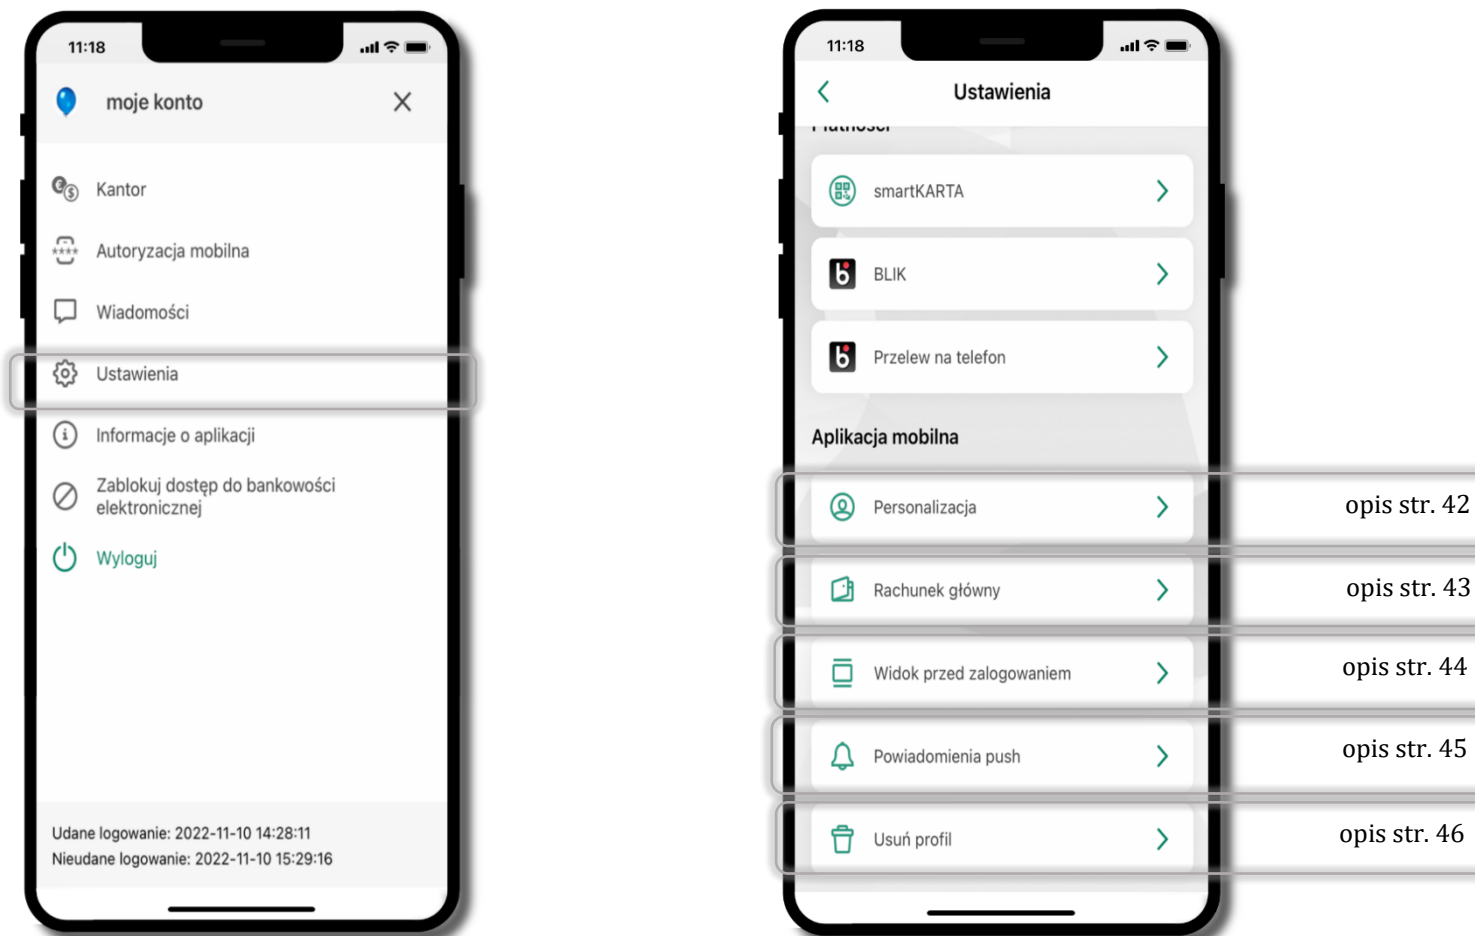 11:18
moje konto
Kantor
Autoryzacja mobilna
Wiadomości
Ustawienia
Informacje o aplikacji
Zablokuj dostęp do bankowości
elektronicznej
Wyloguj
Udane logowanie: 2022-11-10 14:28:11
Nieudane logowanie: 2022-11-10 15:29:16
11:18
Ustawienia
Płatności
smartKARTA
BLIK
Przelew na telefon
Aplikacja mobilna
Personalizacja opis str. 42
Rachunek główny opis str. 43
Widok przed zalogowaniem opis str. 44
Powiadomienia push opis str. 45
Usuń profil opis str. 46